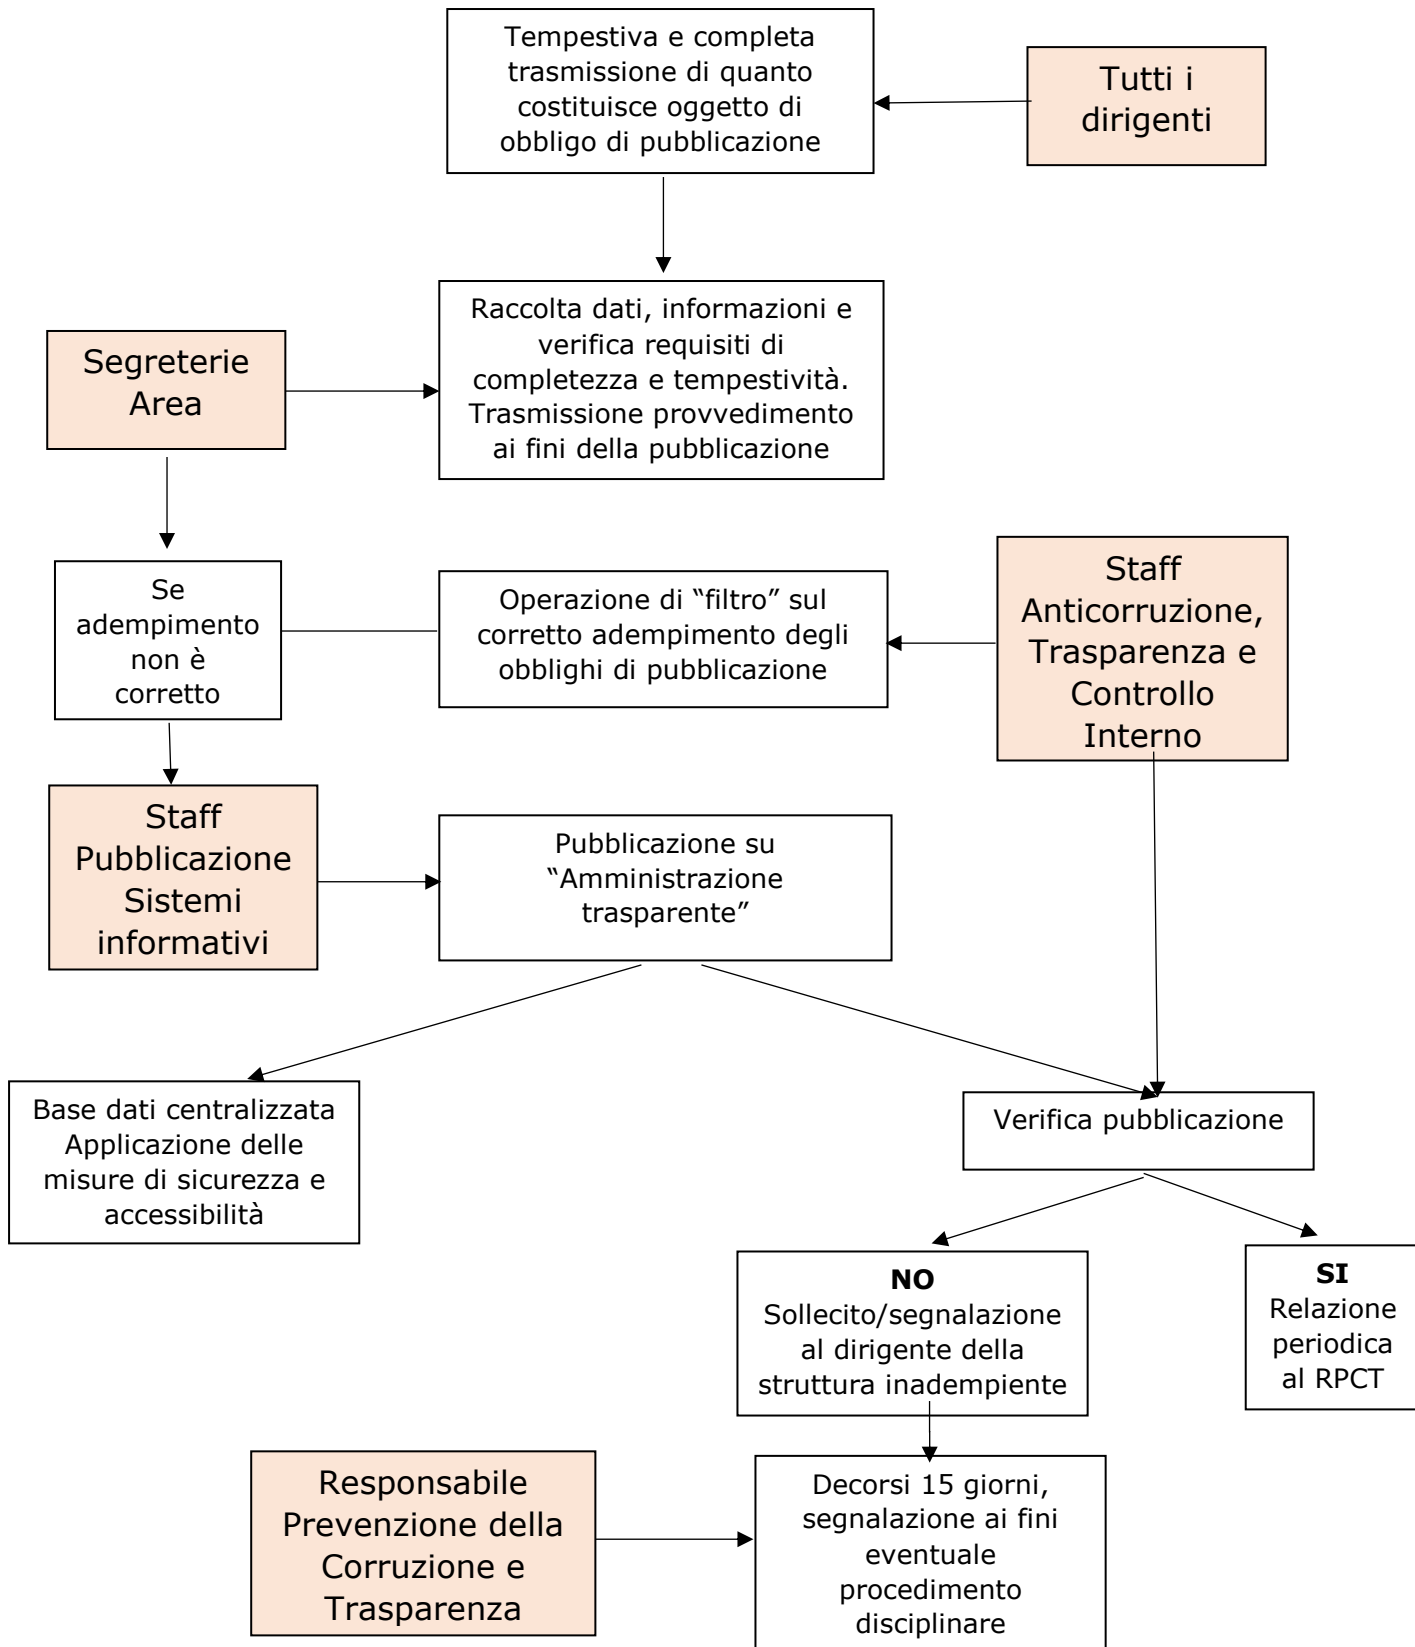 Tempestiva e completa
trasmissione di quanto
costituisce oggetto di
obbligo di pubblicazione
Tutti i
dirigenti
Raccolta dati, informazioni e
verifica requisiti di
completezza e tempestività.
Trasmissione provvedimento
ai fini della pubblicazione
Segreterie
Area
Se
adempimento
non è
corretto
Operazione di “filtro” sul
corretto adempimento degli
obblighi di pubblicazione
Staff
Anticorruzione,
Trasparenza e
Controllo
Interno
Staff
Pubblicazione
Sistemi
informativi
Pubblicazione su
“Amministrazione
trasparente”
Base dati centralizzata
Applicazione delle
misure di sicurezza e
accessibilità
Verifica pubblicazione
NO
Sollecito/segnalazione
al dirigente della
struttura inadempiente
SI
Relazione
periodica
al RPCT
Responsabile
Prevenzione della
Corruzione e
Trasparenza
Decorsi 15 giorni,
segnalazione ai fini
eventuale
procedimento
disciplinare